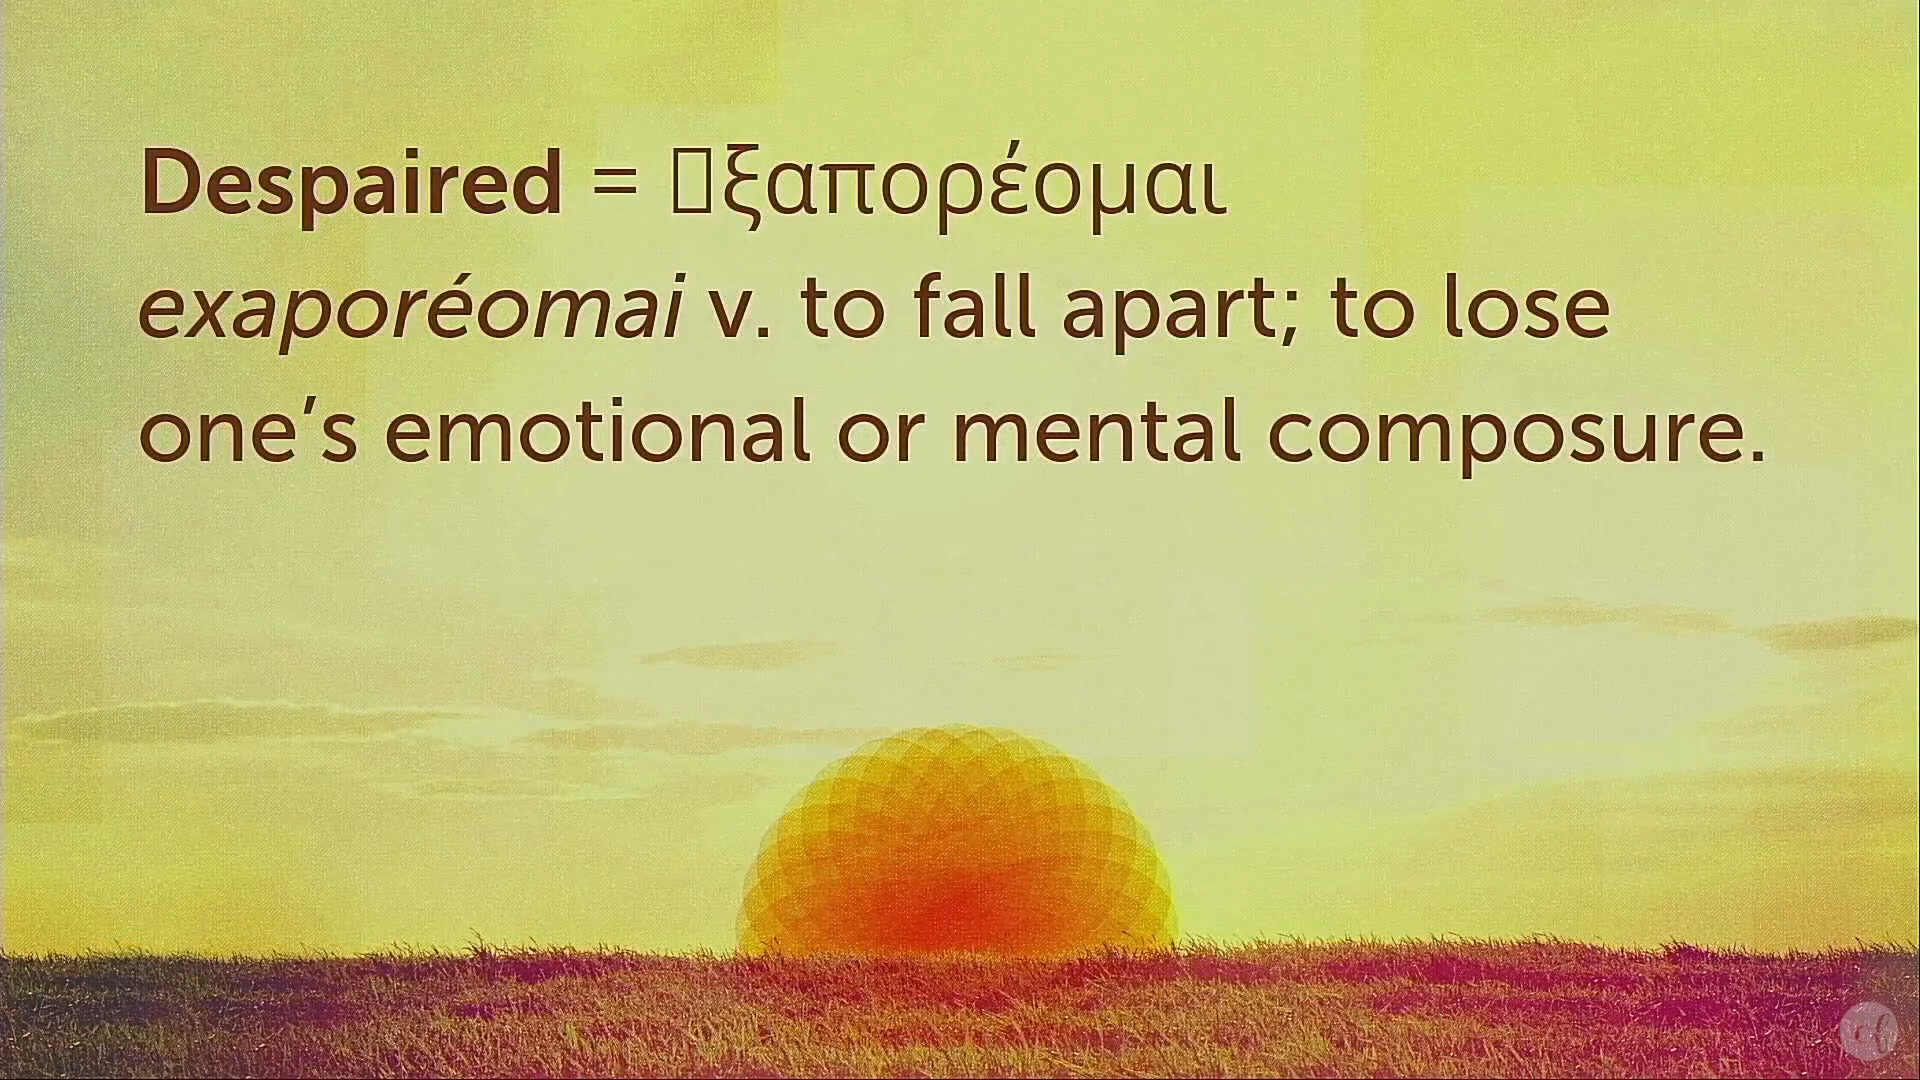 Despaired = ▯ξαπορέομαι
exaporéomai v. to fall apart; to lose
one’s emotional or mental composure.